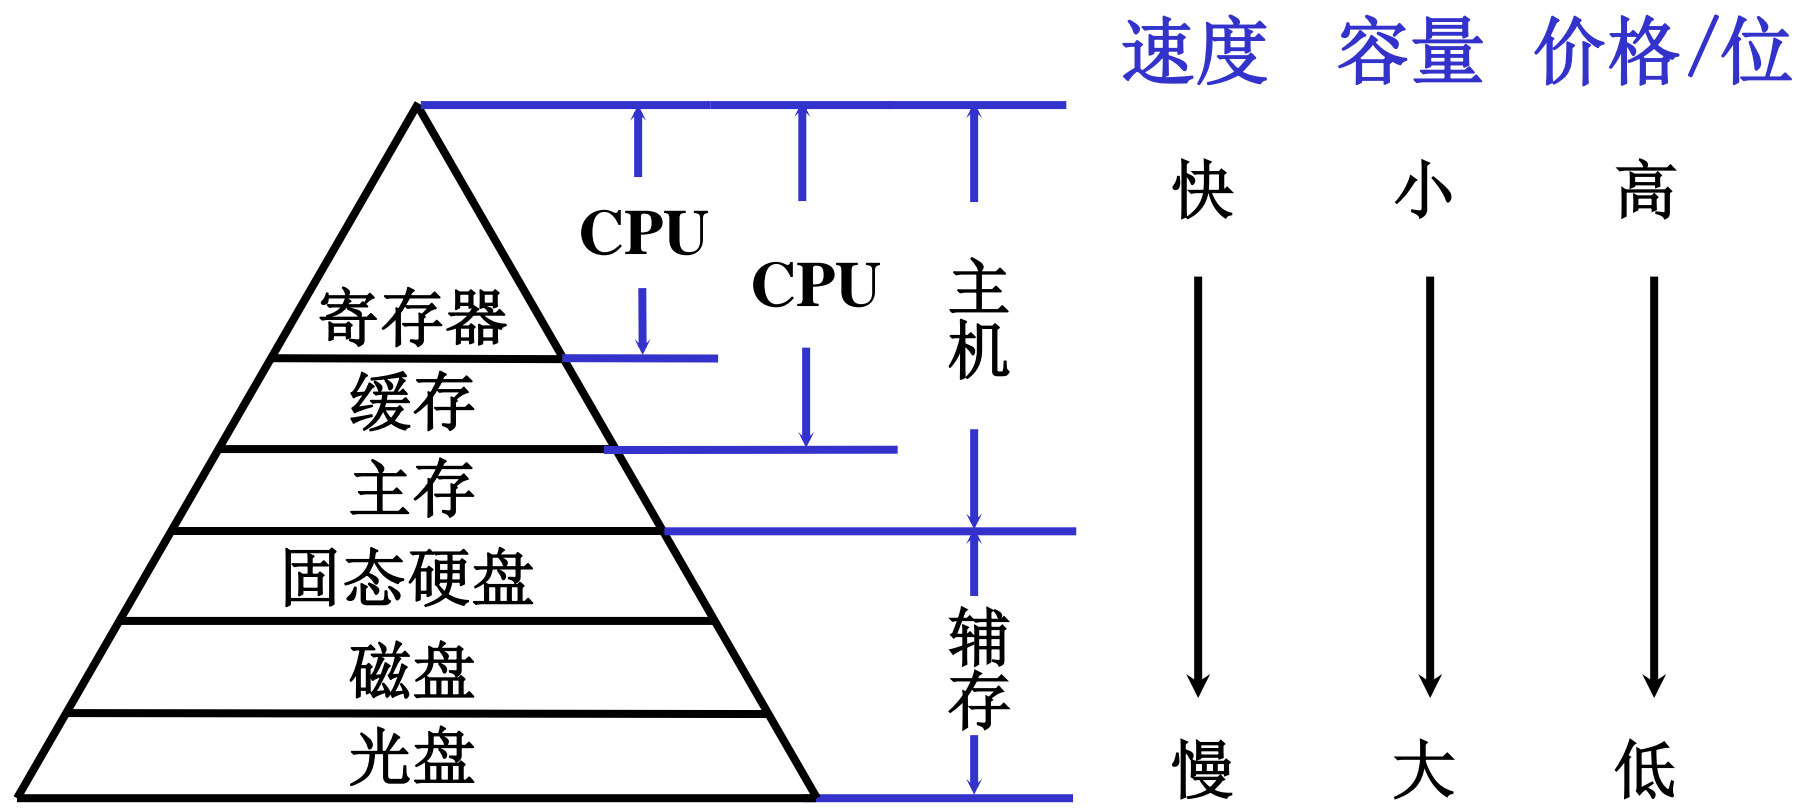 速度 容量 价格/位
快 小 高
CPU
CPU
主机
寄存器
缓存
主存
固态硬盘
磁盘
光盘
辅存
慢 大 低